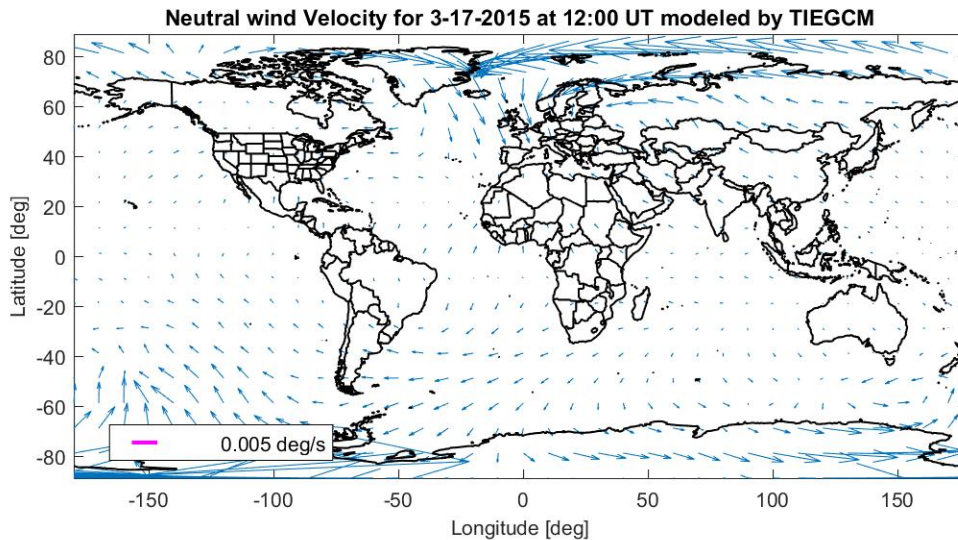 Neutral wind Velocity for 3-17-2015 at 12:00 UT modeled by TIEGCM
80
60
40
20
0
-20
-40
-60
-80
Latitude [deg]
0.005 deg/s
-150 -100 -50 0 50 100 150
Longitude [deg]